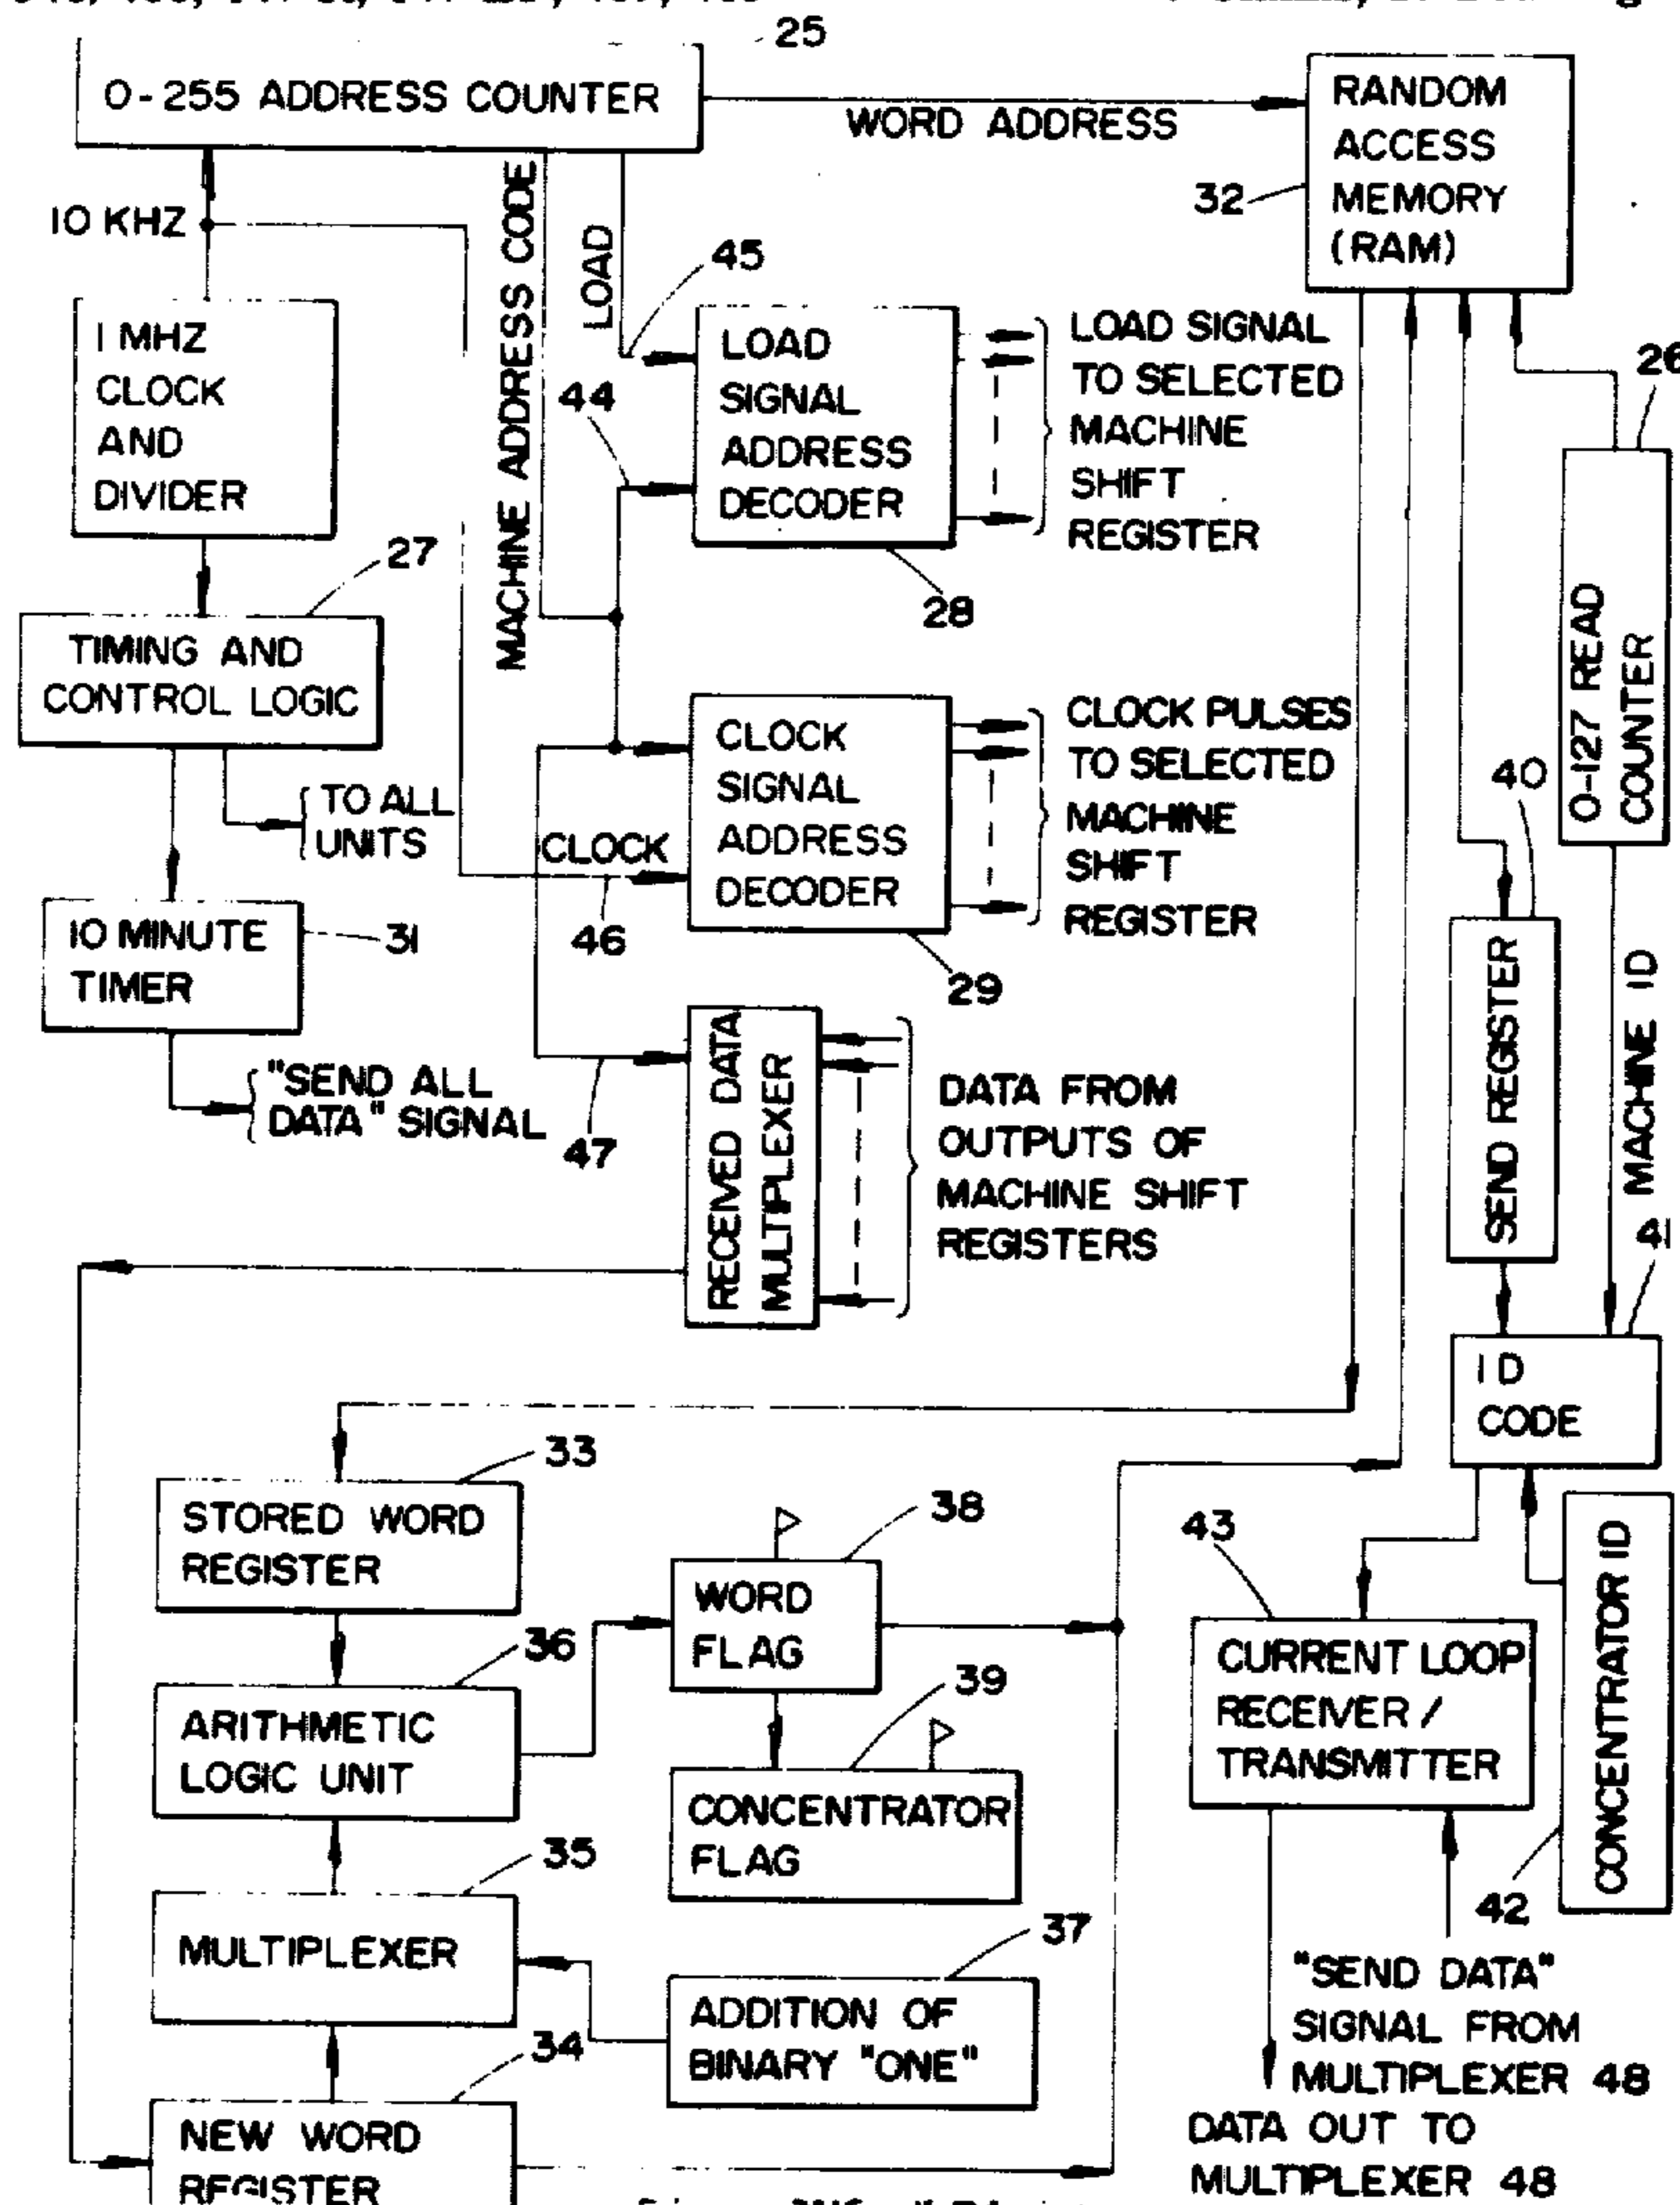 25
0-255 ADDRESS COUNTER
WORD ADDRESS
RANDOM
ACCESS
MEMORY
(RAM)
32
10 KHZ
MACHINE ADDRESS CODE
LOAD
45
1 MHZ
CLOCK
AND
DIVIDER
44
LOAD
SIGNAL
ADDRESS
DECODER
28
LOAD SIGNAL
TO SELECTED
MACHINE
SHIFT
REGISTER
26
0-127 READ
COUNTER
27
TIMING AND
CONTROL LOGIC
TO ALL
UNITS
CLOCK
46
CLOCK
SIGNAL
ADDRESS
DECODER
29
CLOCK PULSES
TO SELECTED
MACHINE
SHIFT
REGISTER
40
SEND REGISTER
MACHINE ID
10 MINUTE
TIMER
31
"SEND ALL
DATA" SIGNAL
47
RECEIVED DATA
MULTIPLEXER
DATA FROM
OUTPUTS OF
MACHINE SHIFT
REGISTERS
41
ID
CODE
33
STORED WORD
REGISTER
38
WORD
FLAG
43
CURRENT LOOP
RECEIVER /
TRANSMITTER
CONCENTRATOR ID
42
36
ARITHMETIC
LOGIC UNIT
39
CONCENTRATOR
FLAG
35
MULTIPLEXER
37
ADDITION OF
BINARY "ONE"
34
NEW WORD
REGISTER
"SEND DATA"
SIGNAL FROM
MULTIPLEXER 48
DATA OUT TO
MULTIPLEXER 48